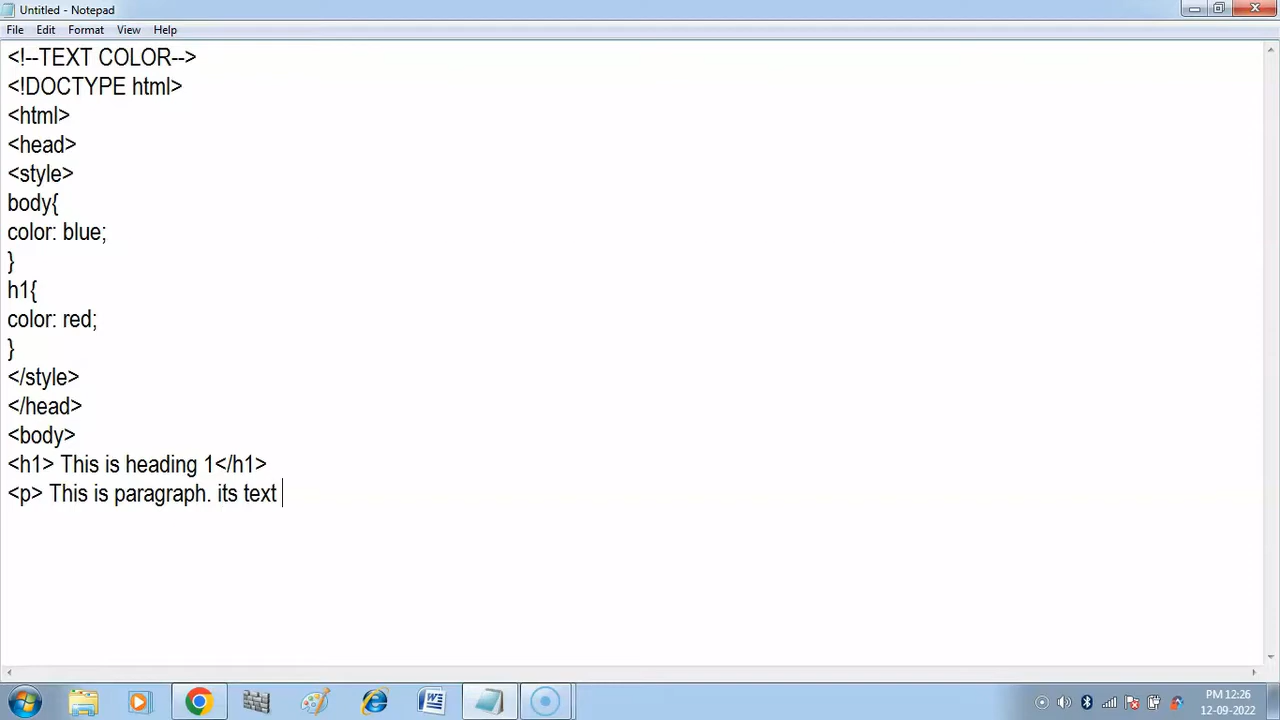 Untitled - Notepad
File Edit Format View Help
<!--TEXT COLOR-->
<!DOCTYPE html>
<html>
<head>
<style>
body{
color: blue;
}
h1{
color: red;
}
</style>
</head>
<body>
<h1> This is heading 1</h1>
<p> This is paragraph. its text
PM 12:26
12-09-2022